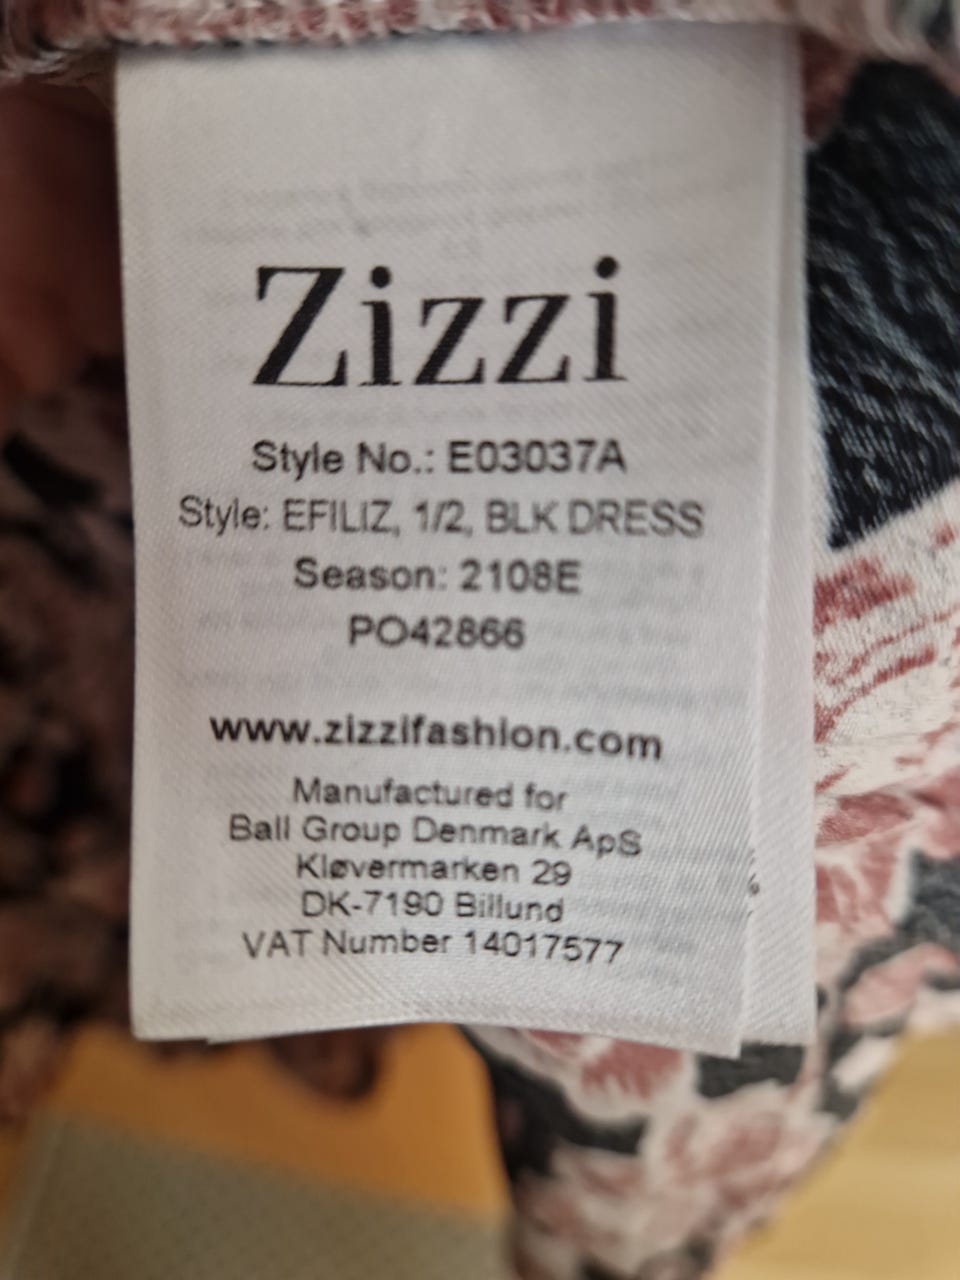 Zizzi
Style No.: E03037A
Style: EFILIZ, 1/2, BLK DRESS
Season: 2108E
PO42866
www.zizzifashion.com
Manufactured for
Ball Group Denmark ApS
Kløvermarken 29
DK-7190 Billund
VAT Number 14017577
%